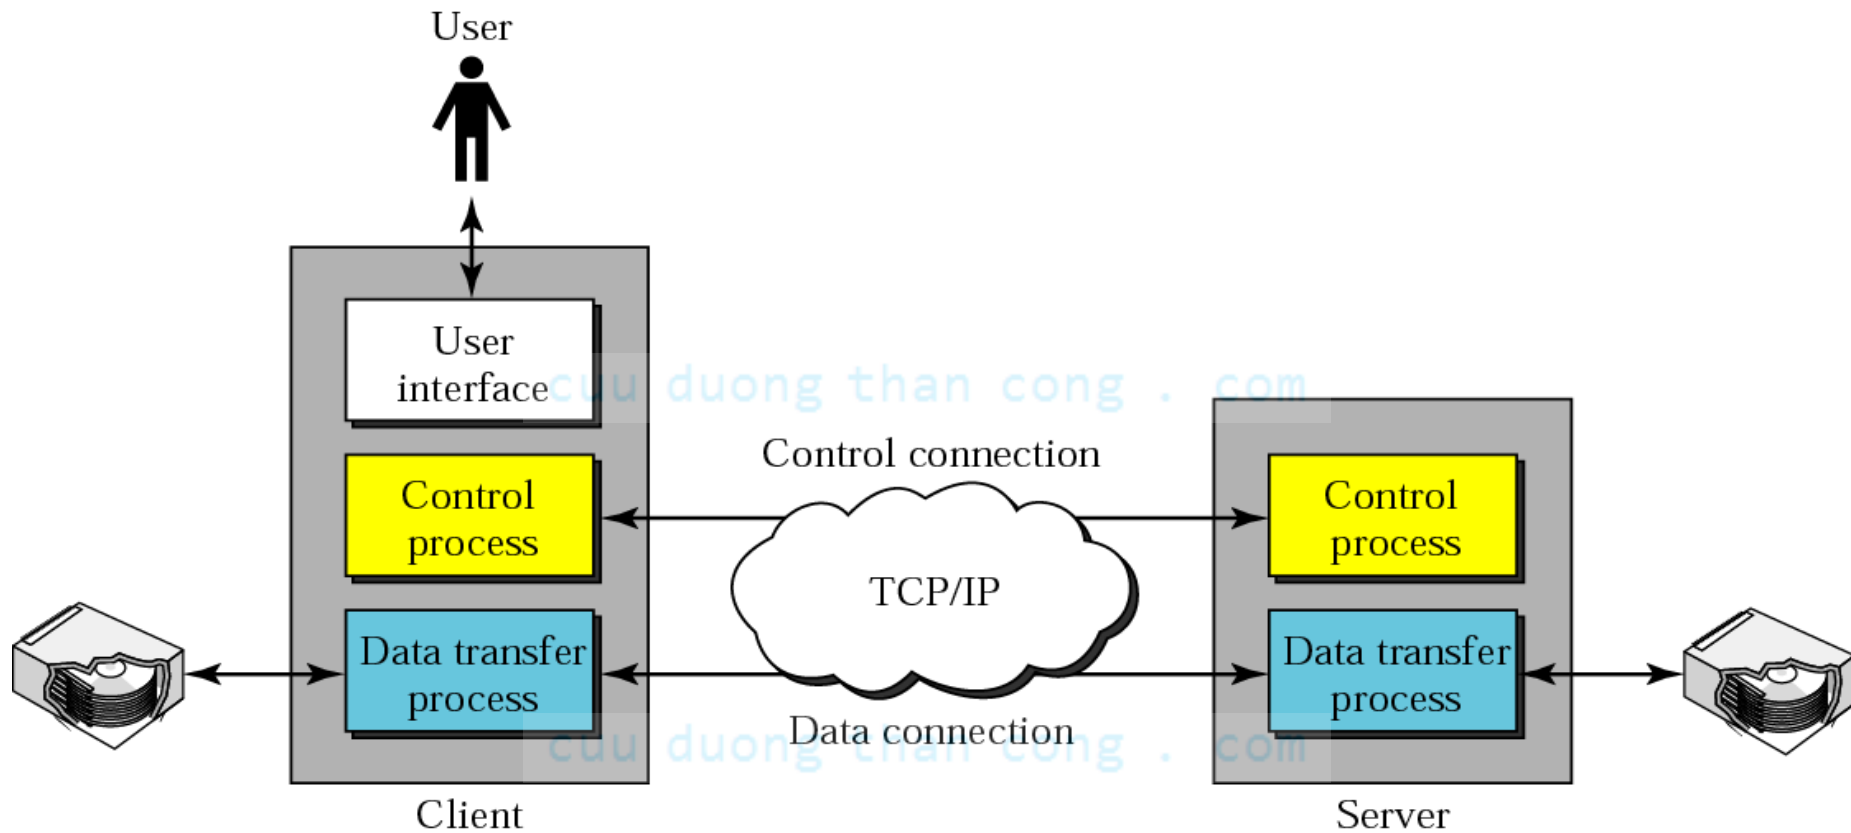 User
User
interface
cuu duong than cong . com
Control connection
Control
process
Control
process
TCP/IP
Data transfer
process
Data transfer
process
Data connection
cuu duong than cong . com
Client
Server